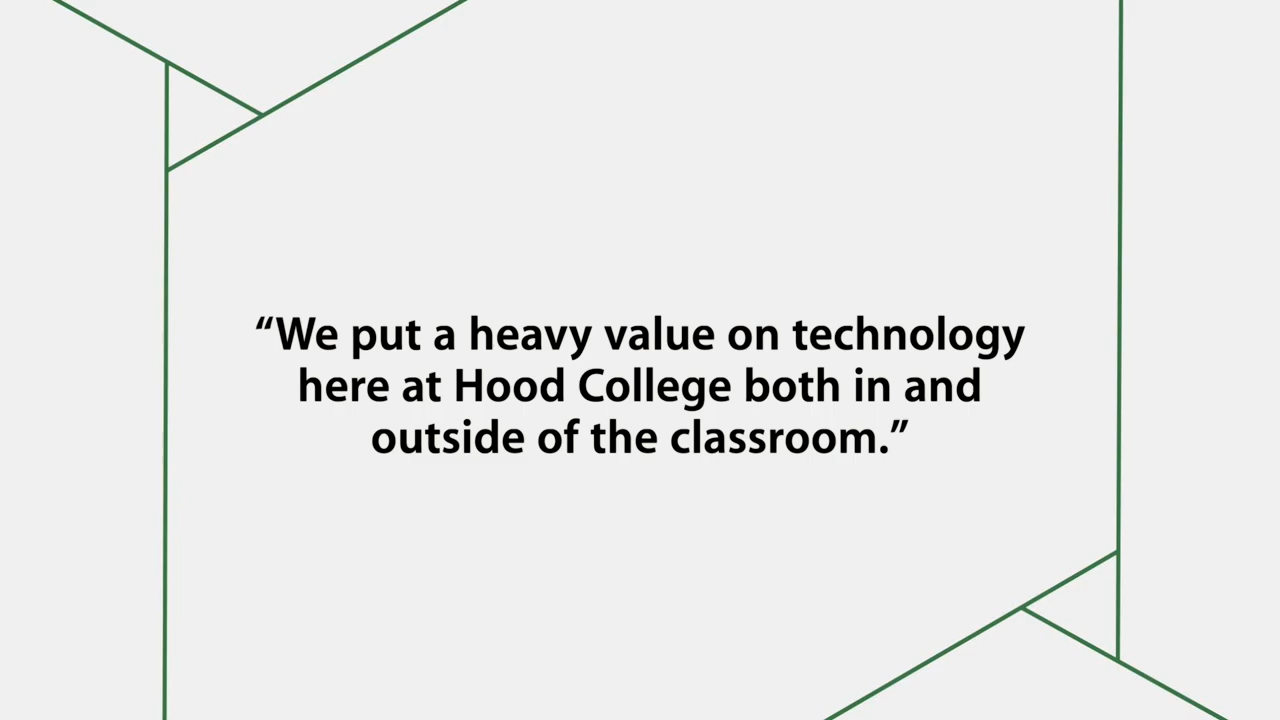 “We put a heavy value on technology
here at Hood College both in and
outside of the classroom.”